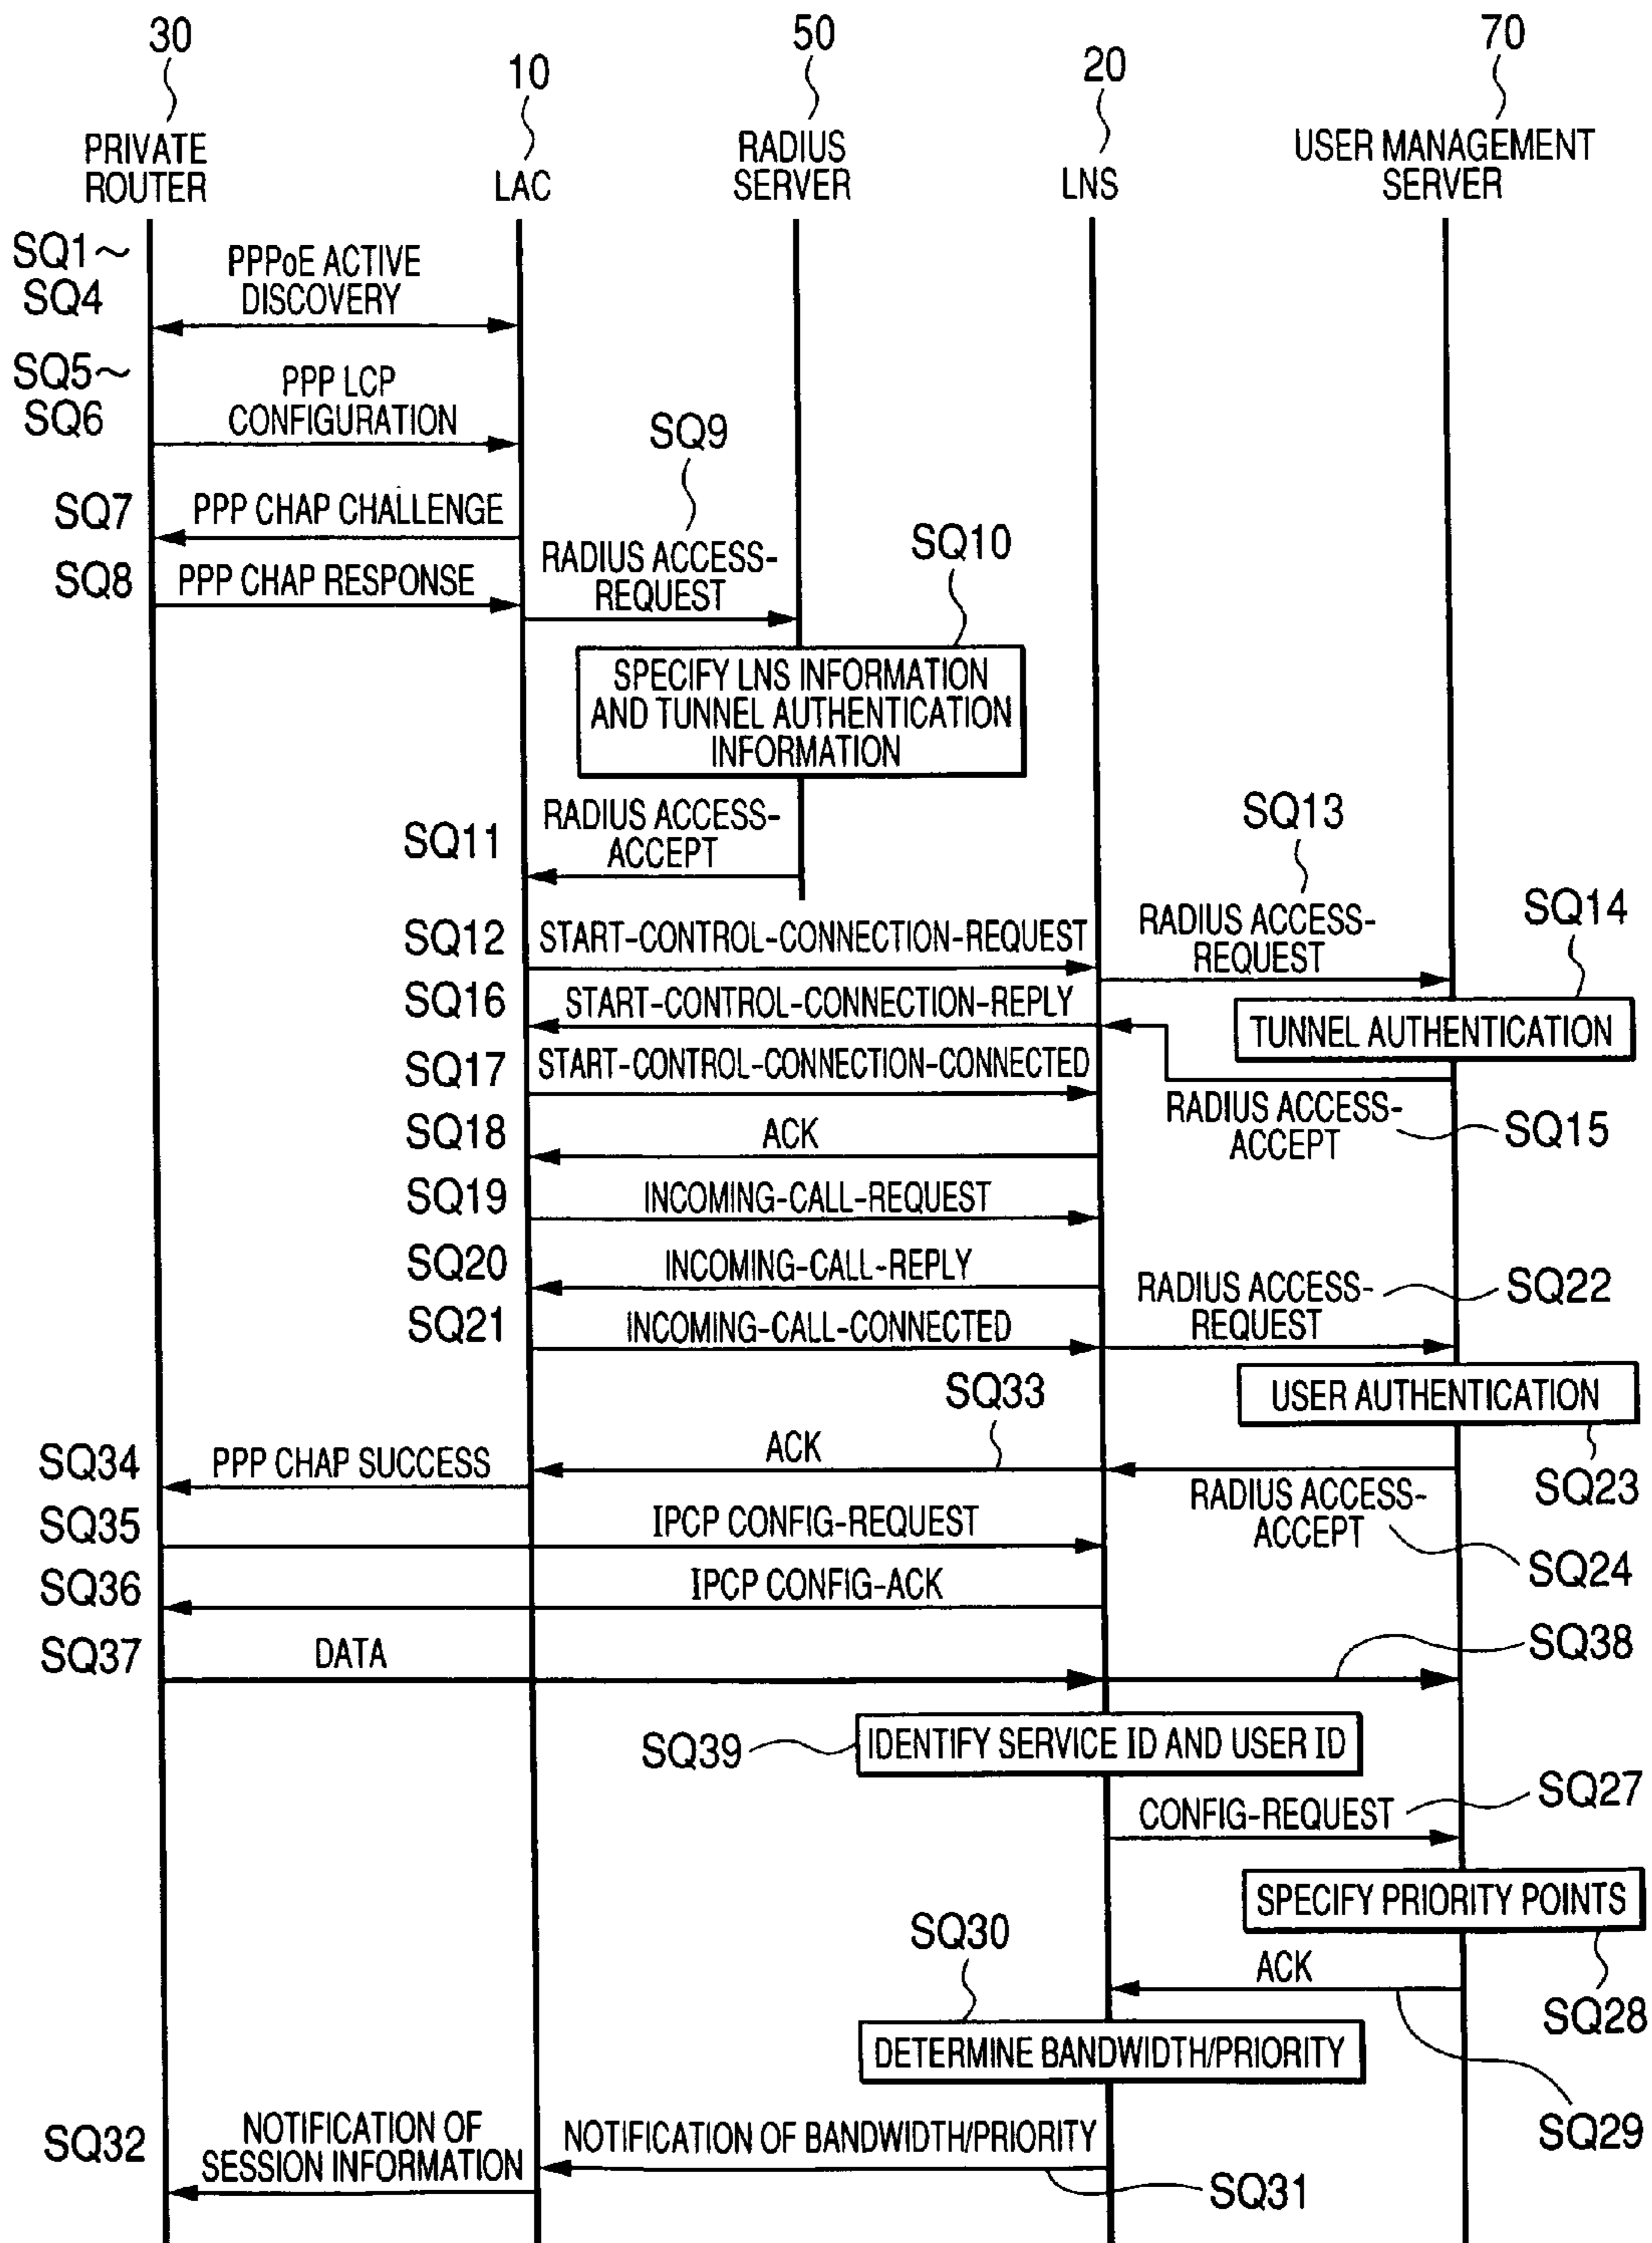 30
10
50
20
70
PRIVATE
ROUTER
LAC
RADIUS
SERVER
LNS
USER MANAGEMENT
SERVER
SQ1~
SQ4
PPPoE ACTIVE
DISCOVERY
SQ5~
SQ6
PPP LCP
CONFIGURATION
SQ7
PPP CHAP CHALLENGE
SQ8
PPP CHAP RESPONSE
SQ9
RADIUS ACCESS-
REQUEST
SQ10
SPECIFY LNS INFORMATION
AND TUNNEL AUTHENTICATION
INFORMATION
SQ11
RADIUS ACCESS-
ACCEPT
SQ12
START-CONTROL-CONNECTION-REQUEST
SQ13
RADIUS ACCESS-
REQUEST
SQ14
TUNNEL AUTHENTICATION
SQ16
START-CONTROL-CONNECTION-REPLY
RADIUS ACCESS-
ACCEPT
SQ15
SQ17
START-CONTROL-CONNECTION-CONNECTED
SQ18
ACK
SQ19
INCOMING-CALL-REQUEST
SQ20
INCOMING-CALL-REPLY
SQ21
INCOMING-CALL-CONNECTED
RADIUS ACCESS-
REQUEST
SQ22
USER AUTHENTICATION
SQ23
SQ33
ACK
RADIUS ACCESS-
ACCEPT
SQ24
SQ34
PPP CHAP SUCCESS
SQ35
IPCP CONFIG-REQUEST
SQ36
IPCP CONFIG-ACK
SQ37
DATA
SQ38
SQ39
IDENTIFY SERVICE ID AND USER ID
CONFIG-REQUEST
SQ27
SPECIFY PRIORITY POINTS
SQ28
ACK
SQ29
SQ30
DETERMINE BANDWIDTH/PRIORITY
SQ32
NOTIFICATION OF
SESSION INFORMATION
NOTIFICATION OF BANDWIDTH/PRIORITY
SQ31